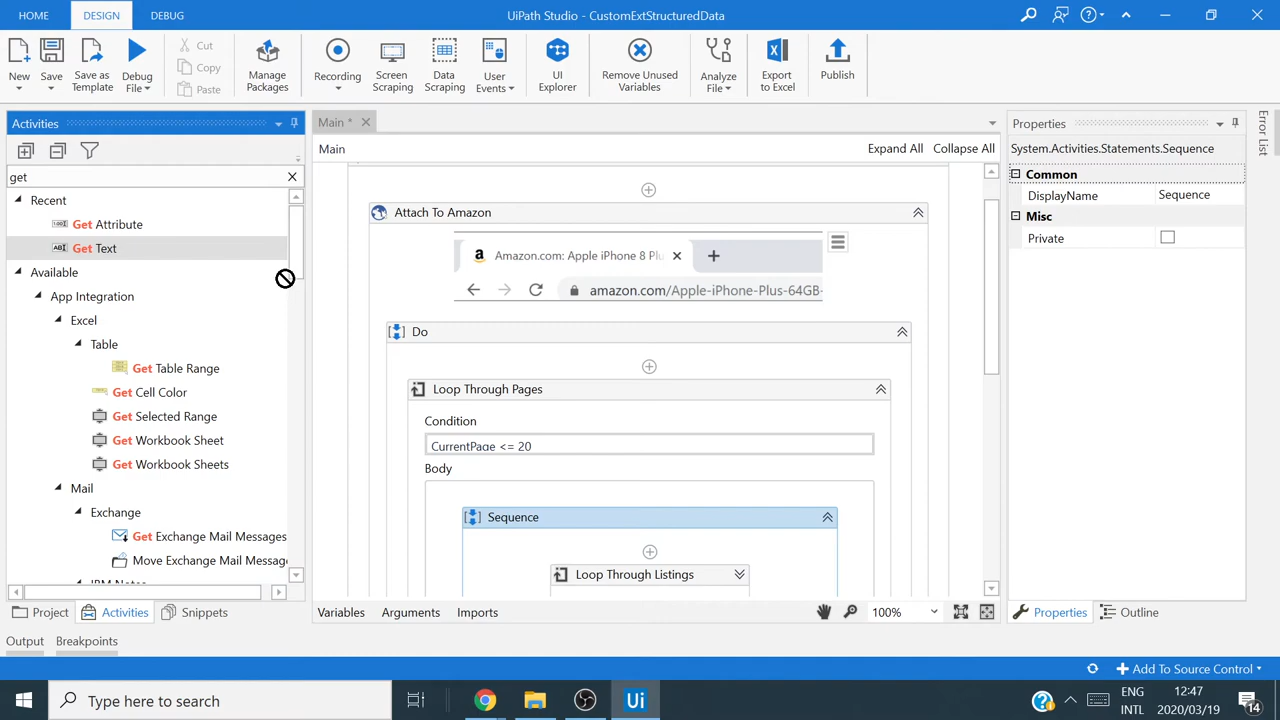 HOME DESIGN DEBUG UiPath Studio - CustomExtStructuredData
New Save Save as Template Debug File Cut Copy Paste Manage Packages Recording Screen Scraping Data Scraping User Events UI Explorer Remove Unused Variables Analyze File Export to Excel Publish
Activities
get
Recent
Get Attribute
Get Text
Available
App Integration
Excel
Table
Get Table Range
Get Cell Color
Get Selected Range
Get Workbook Sheet
Get Workbook Sheets
Mail
Exchange
Get Exchange Mail Messages
Move Exchange Mail Message
Project Activities Snippets
Main *
Main Expand All Collapse All
Attach To Amazon
Amazon.com: Apple iPhone 8 Plu
amazon.com/Apple-iPhone-Plus-64GB-
Do
Loop Through Pages
Condition
CurrentPage <= 20
Body
Sequence
Loop Through Listings
Variables Arguments Imports 100%
Properties
System.Activities.Statements.Sequence
Common
DisplayName Sequence
Misc
Private
Properties Outline
Error List
Output Breakpoints
Add To Source Control
Type here to search
ENG
INTL
12:47
2020/03/19
14